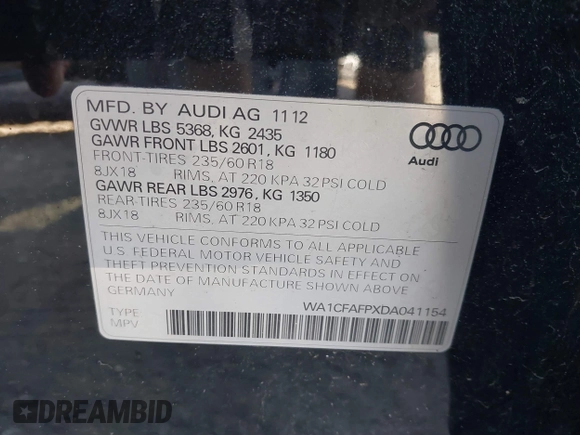 MFD. BY AUDI AG 11 12
GVWR LBS 5368, KG 2435
GAWR FRONT LBS 2601, KG 1180
FRONT-TIRES 235/60 R18
8JX18 RIMS, AT 220 KPA 32 PSI COLD
GAWR REAR LBS 2976, KG 1350
REAR-TIRES 235/60 R18
8JX18 RIMS, AT 220 KPA 32 PSI COLD
Audi
THIS VEHICLE CONFORMS TO ALL APPLICABLE
U.S. FEDERAL MOTOR VEHICLE SAFETY AND
THEFT PREVENTION STANDARDS IN EFFECT ON
THE DATE OF MANUFACTURE SHOWN ABOVE
GERMANY
WA1CFAFPXDA041154
TYPE
MPV
DREAMBID